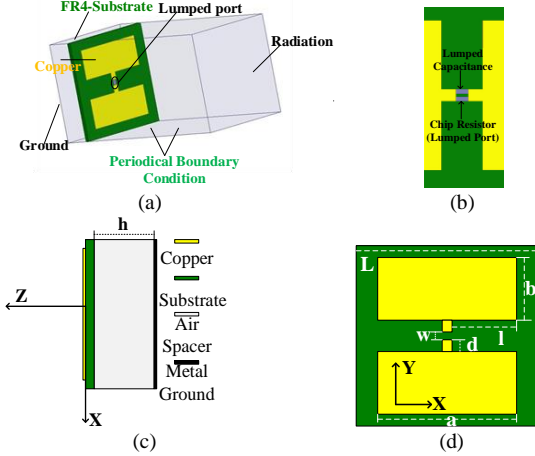 FR4-Substrate
Lumped port
Copper
Radiation
Ground
Periodical Boundary
Condition
(a)
Lumped
Capacitance
Chip Resistor
(Lumped Port)
(b)
h
Z
X
Copper
Substrate
Air
Spacer
Metal
Ground
(c)
L
b
l
w
d
Y
X
a
(d)